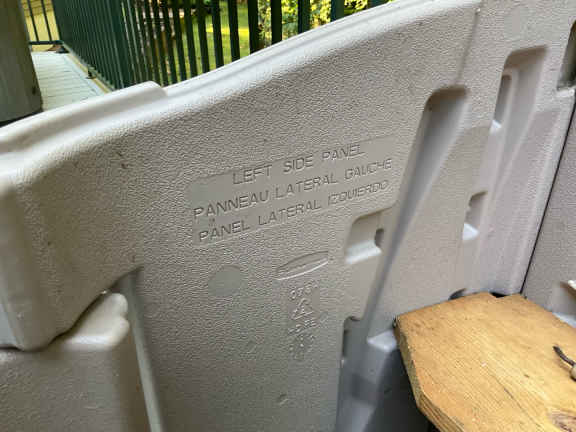 LEFT SIDE PANEL
PANNEAU LATERAL GAUCHE
PANEL LATERAL IZQUIERDO